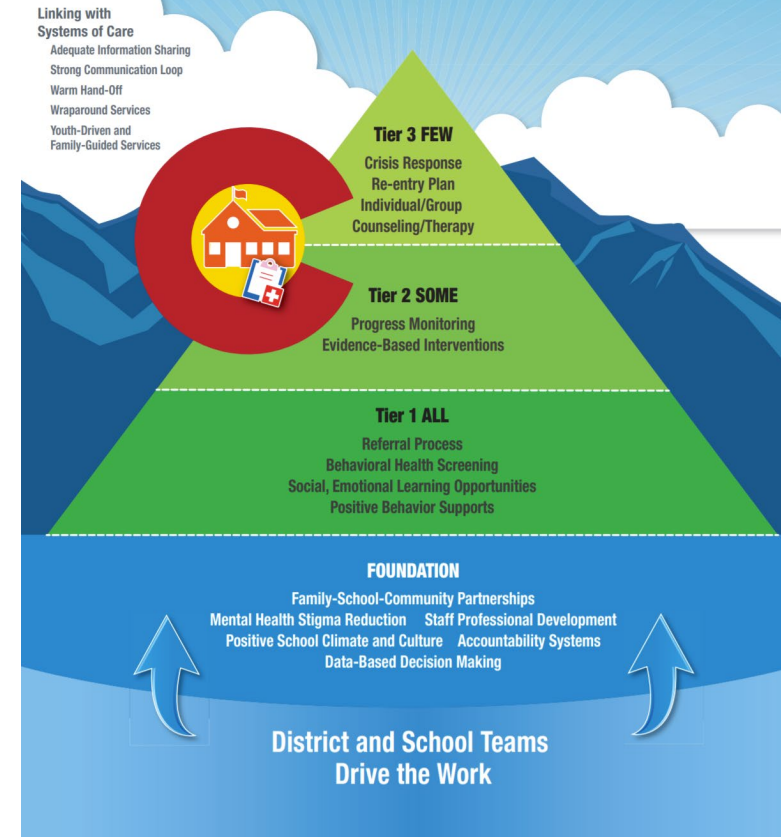 Linking with
Systems of Care
Adequate Information Sharing
Strong Communication Loop
Warm Hand-Off
Wraparound Services
Youth-Driven and
Family-Guided Services
Tier 3 FEW
Crisis Response
Re-entry Plan
Individual/Group
Counseling/Therapy
Tier 2 SOME
Progress Monitoring
Evidence-Based Interventions
Tier 1 ALL
Referral Process
Behavioral Health Screening
Social, Emotional Learning Opportunities
Positive Behavior Supports
FOUNDATION
Family-School-Community Partnerships
Mental Health Stigma Reduction Staff Professional Development
Positive School Climate and Culture Accountability Systems
Data-Based Decision Making
District and School Teams
Drive the Work